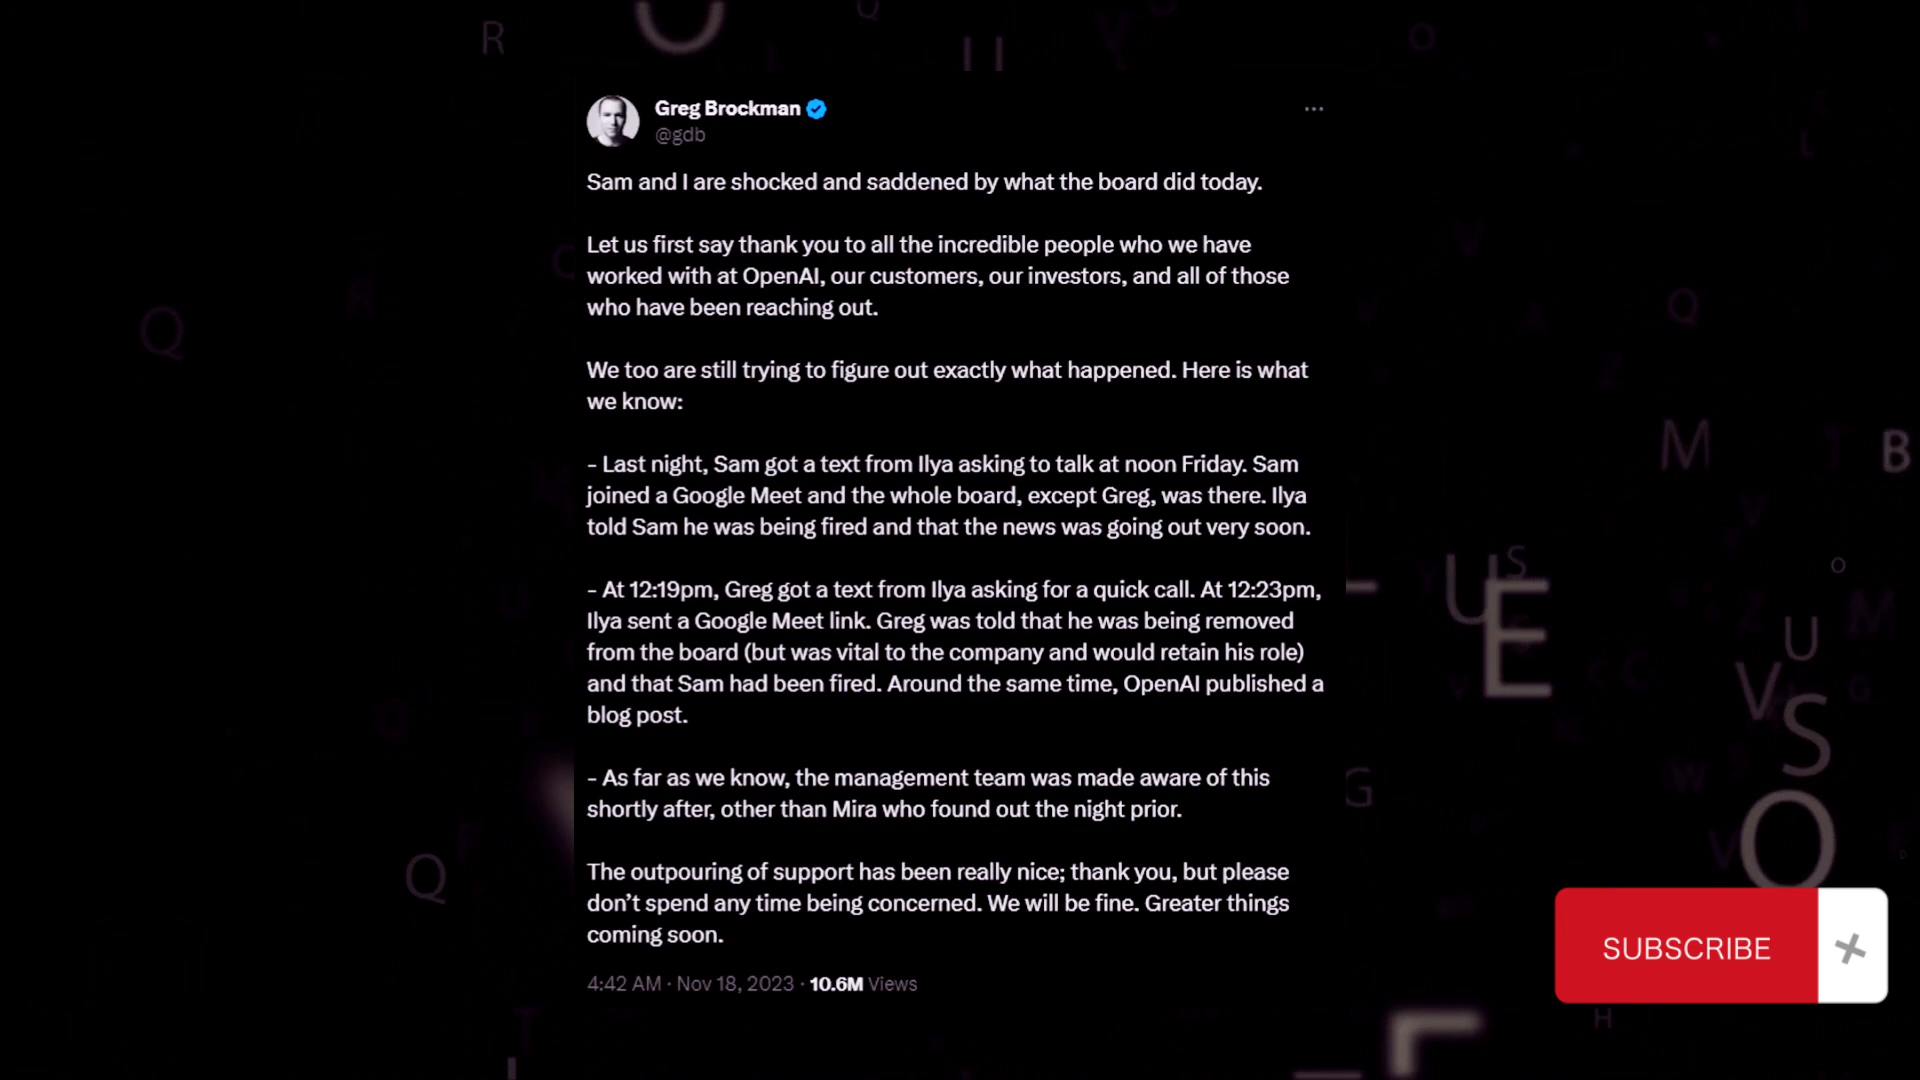 Greg Brockman
@gdb
Sam and I are shocked and saddened by what the board did today.
Let us first say thank you to all the incredible people who we have
worked with at OpenAI, our customers, our investors, and all of those
who have been reaching out.
We too are still trying to figure out exactly what happened. Here is what
we know:
- Last night, Sam got a text from Ilya asking to talk at noon Friday. Sam
joined a Google Meet and the whole board, except Greg, was there. Ilya
told Sam he was being fired and that the news was going out very soon.
- At 12:19pm, Greg got a text from Ilya asking for a quick call. At 12:23pm,
Ilya sent a Google Meet link. Greg was told that he was being removed
from the board (but was vital to the company and would retain his role)
and that Sam had been fired. Around the same time, OpenAI published a
blog post.
- As far as we know, the management team was made aware of this
shortly after, other than Mira who found out the night prior.
The outpouring of support has been really nice; thank you, but please
don’t spend any time being concerned. We will be fine. Greater things
coming soon.
4:42 AM · Nov 18, 2023 · 10.6M Views
SUBSCRIBE